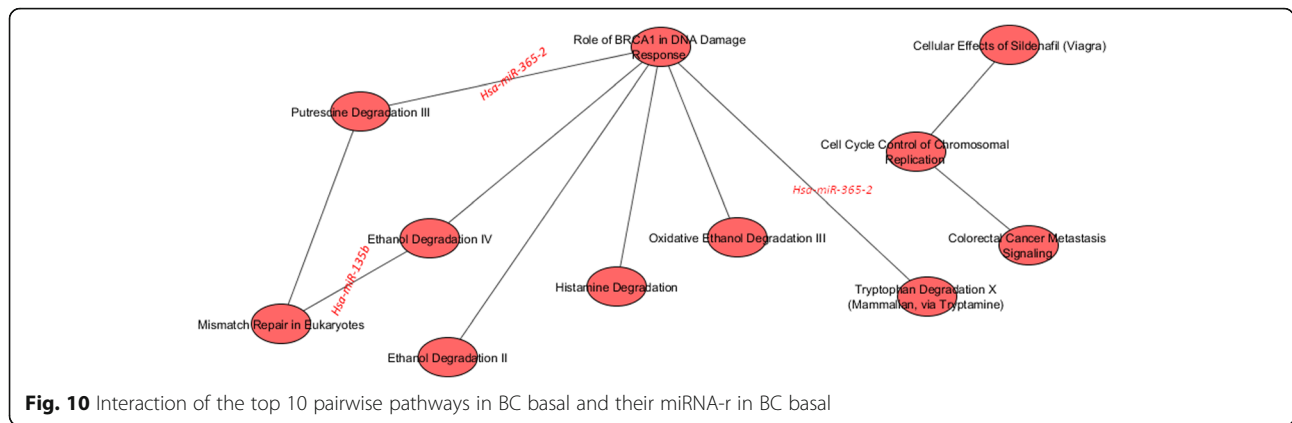 Role of BRCA1 in DNA Damage
Response
Cellular Effects of Sildenafil (Viagra)
Hsa-miR-365-2
Putrescine Degradation III
Cell Cycle Control of Chromosomal
Replication
Hsa-miR-365-2
Ethanol Degradation IV
Oxidative Ethanol Degradation III
Colorectal Cancer Metastasis
Signaling
Hsa-miR-135b
Histamine Degradation
Tryptophan Degradation X
(Mammalian, via Tryptamine)
Mismatch Repair in Eukaryotes
Ethanol Degradation II
Fig. 10 Interaction of the top 10 pairwise pathways in BC basal and their miRNA-r in BC basal